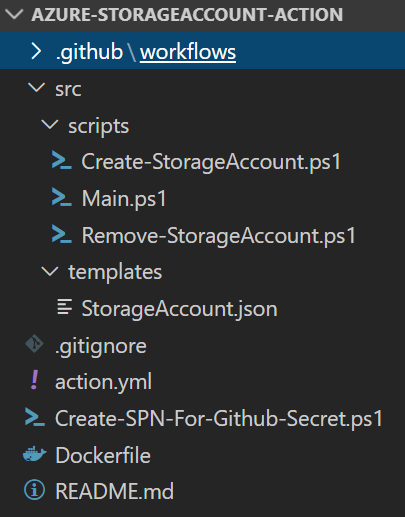 AZURE-STORAGEACCOUNT-ACTION
.github\workflows
src
scripts
Create-StorageAccount.ps1
Main.ps1
Remove-StorageAccount.ps1
templates
StorageAccount.json
.gitignore
action.yml
Create-SPN-For-Github-Secret.ps1
Dockerfile
README.md